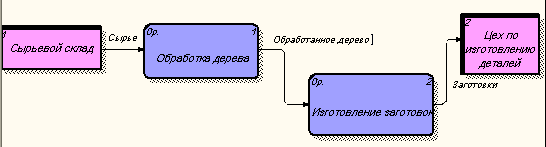 1
Сырьевой склад
Сырье
0р.
1
Обработка дерева
Обработанное дерево
0р.
2
Изготовление заготовок
Заготовки
2
Цех по
изготовлению
деталей